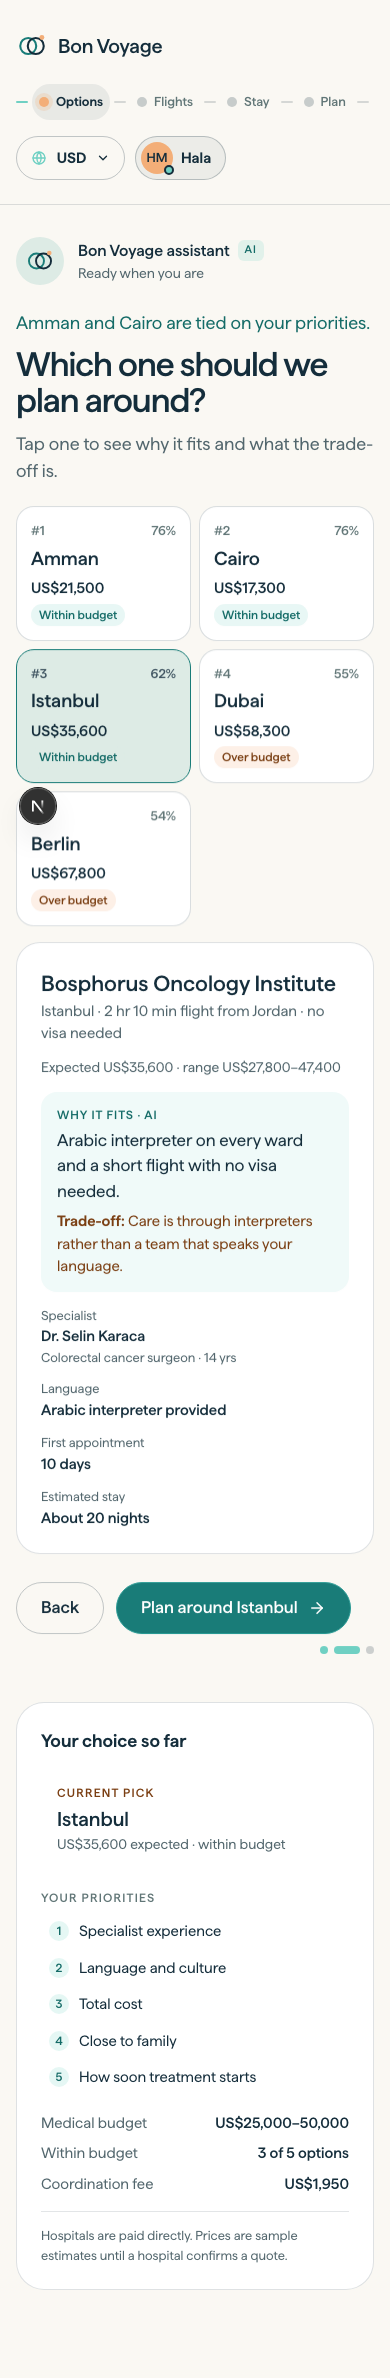 Bon Voyage
Options
Flights
Stay
Plan
USD
HM
Hala
Bon Voyage assistant
AI
Ready when you are
Amman and Cairo are tied on your priorities.
Which one should we
plan around?
Tap one to see why it fits and what the trade-
off is.
#1
76%
Amman
US$21,500
Within budget
#2
76%
Cairo
US$17,300
Within budget
#3
62%
Istanbul
US$35,600
Within budget
#4
55%
Dubai
US$58,300
Over budget
N
54%
Berlin
US$67,800
Over budget
Bosphorus Oncology Institute
Istanbul · 2 hr 10 min flight from Jordan · no
visa needed
Expected US$35,600 · range US$27,800–47,400
WHY IT FITS · AI
Arabic interpreter on every ward
and a short flight with no visa
needed.
Trade-off: Care is through interpreters
rather than a team that speaks your
language.
Specialist
Dr. Selin Karaca
Colorectal cancer surgeon · 14 yrs
Language
Arabic interpreter provided
First appointment
10 days
Estimated stay
About 20 nights
Back
Plan around Istanbul
Your choice so far
CURRENT PICK
Istanbul
US$35,600 expected · within budget
YOUR PRIORITIES
1 Specialist experience
2 Language and culture
3 Total cost
4 Close to family
5 How soon treatment starts
Medical budget US$25,000–50,000
Within budget 3 of 5 options
Coordination fee US$1,950
Hospitals are paid directly. Prices are sample
estimates until a hospital confirms a quote.